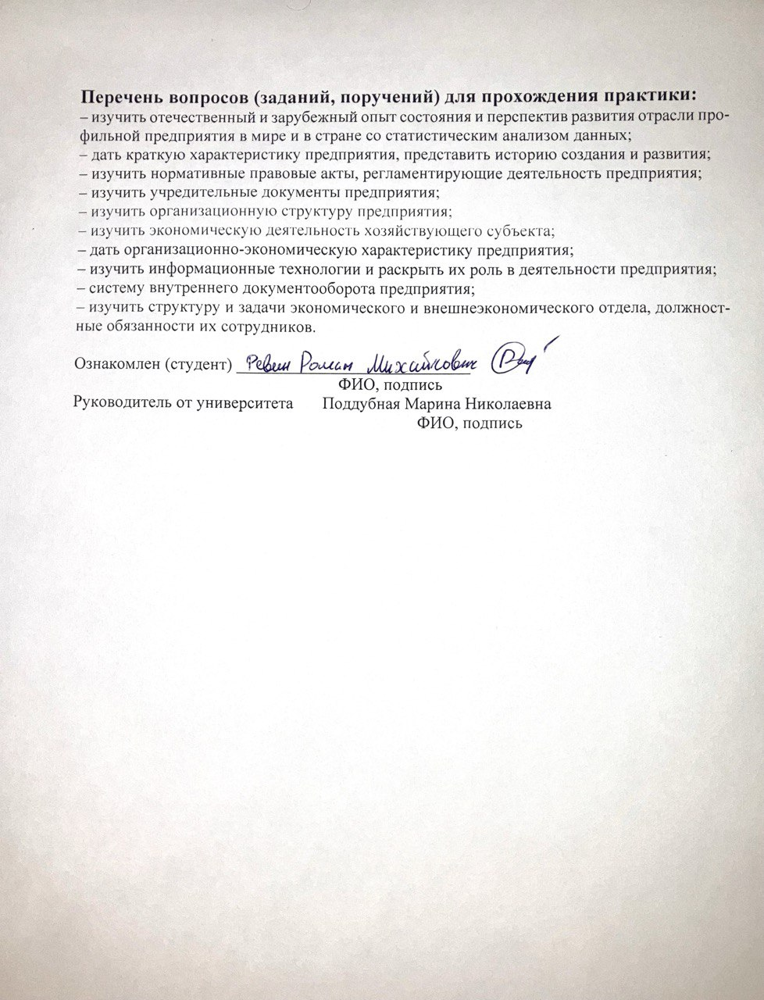 Перечень вопросов (заданий, поручений) для прохождения практики:
– изучить отечественный и зарубежный опыт состояния и перспектив развития отрасли про-
фильной предприятия в мире и в стране со статистическим анализом данных;
– дать краткую характеристику предприятия, представить историю создания и развития;
– изучить нормативные правовые акты, регламентирующие деятельность предприятия;
– изучить учредительные документы предприятия;
– изучить организационную структуру предприятия;
– изучить экономическую деятельность хозяйствующего субъекта;
– дать организационно-экономическую характеристику предприятия;
– изучить информационные технологии и раскрыть их роль в деятельности предприятия;
– систему внутреннего документооборота предприятия;
– изучить структуру и задачи экономического и внешнеэкономического отдела, должност-
ные обязанности их сотрудников.
Ознакомлен (студент) Ревин Роман Михайлович
ФИО, подпись
Руководитель от университета Поддубная Марина Николаевна
ФИО, подпись